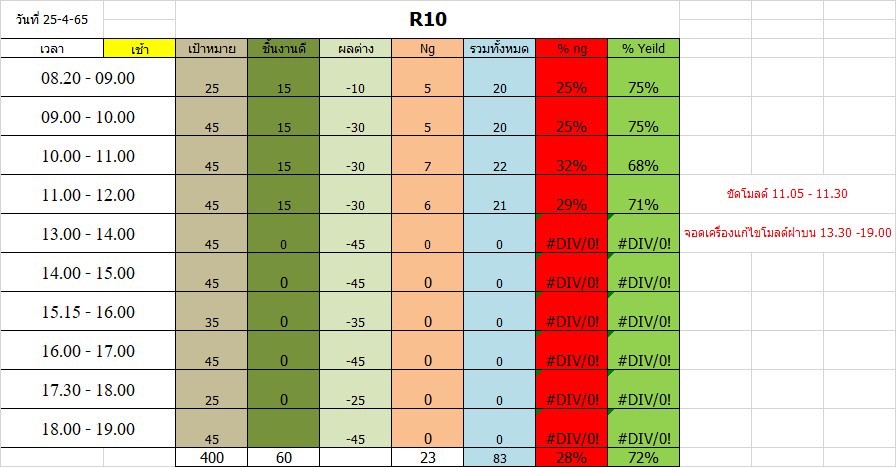 วันที่ 25-4-65 R10
เวลา เช้า เป้าหมาย ชิ้นงานดี ผลต่าง Ng รวมทั้งหมด % ng % Yeild
08.20 - 09.00 25 15 -10 5 20 25% 75%
09.00 - 10.00 45 15 -30 5 20 25% 75%
10.00 - 11.00 45 15 -30 7 22 32% 68%
11.00 - 12.00 45 15 -30 6 21 29% 71% ขัดโมลด์ 11.05 - 11.30
13.00 - 14.00 45 0 -45 0 0 #DIV/0! #DIV/0! จอดเครื่องแก้ไขโมลด์ฝาบน 13.30 -19.00
14.00 - 15.00 45 0 -45 0 0 #DIV/0! #DIV/0!
15.15 - 16.00 35 0 -35 0 0 #DIV/0! #DIV/0!
16.00 - 17.00 45 0 -45 0 0 #DIV/0! #DIV/0!
17.30 - 18.00 25 0 -25 0 0 #DIV/0! #DIV/0!
18.00 - 19.00 45 -45 0 0 #DIV/0! #DIV/0!
400 60 23 83 28% 72%